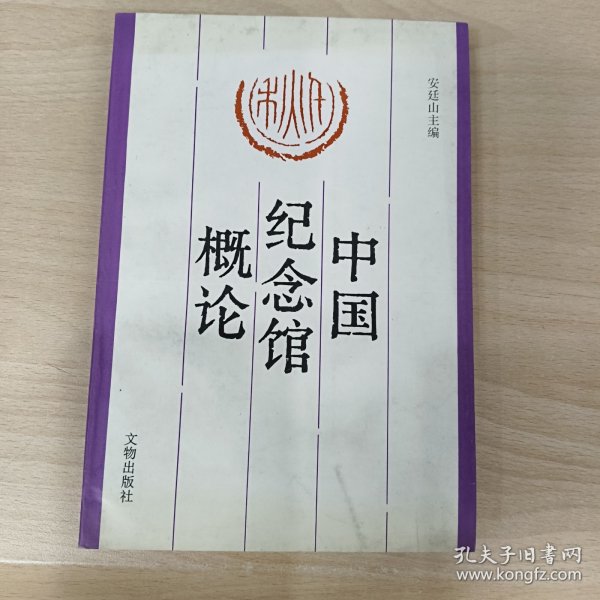 安廷山主编
中国
纪念馆
概论
文物出版社
孔夫子旧书网
www.kongfz.com